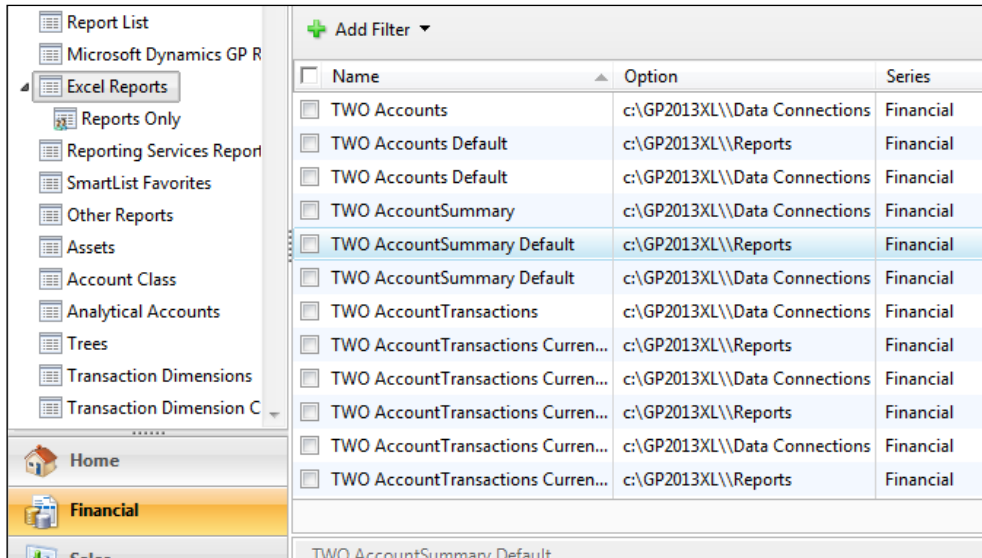 Report List
Microsoft Dynamics GP R
Excel Reports
Reports Only
Reporting Services Report
SmartList Favorites
Other Reports
Assets
Account Class
Analytical Accounts
Trees
Transaction Dimensions
Transaction Dimension C
Home
Financial
Sales
Add Filter
Name Option Series
TWO Accounts c:\GP2013XL\\Data Connections Financial
TWO Accounts Default c:\GP2013XL\\Reports Financial
TWO Accounts Default c:\GP2013XL\\Data Connections Financial
TWO AccountSummary c:\GP2013XL\\Data Connections Financial
TWO AccountSummary Default c:\GP2013XL\\Reports Financial
TWO AccountSummary Default c:\GP2013XL\\Data Connections Financial
TWO AccountTransactions c:\GP2013XL\\Data Connections Financial
TWO AccountTransactions Curren... c:\GP2013XL\\Reports Financial
TWO AccountTransactions Curren... c:\GP2013XL\\Data Connections Financial
TWO AccountTransactions Curren... c:\GP2013XL\\Reports Financial
TWO AccountTransactions Curren... c:\GP2013XL\\Data Connections Financial
TWO AccountTransactions Curren... c:\GP2013XL\\Reports Financial
TWO AccountSummary Default